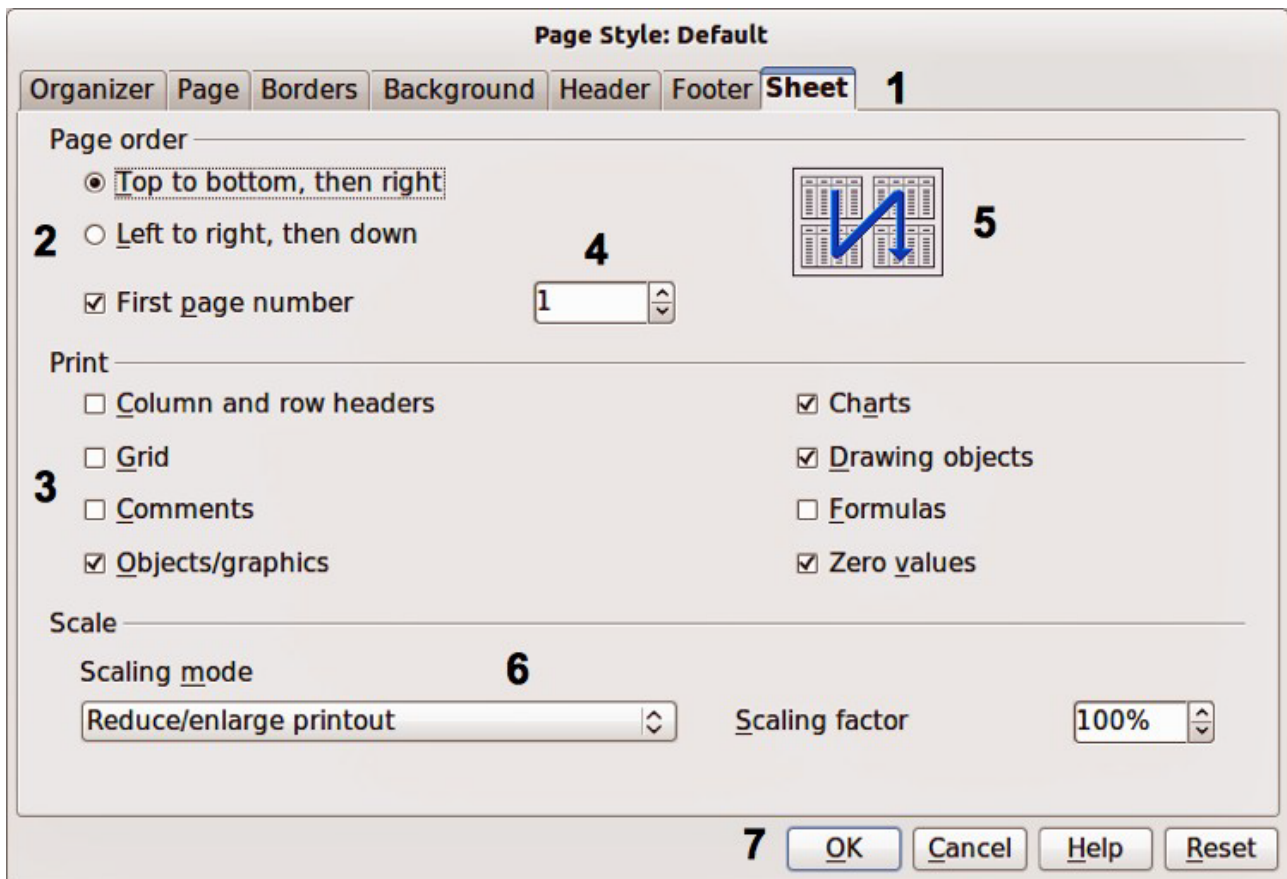 Page Style: Default
Organizer Page Borders Background Header Footer Sheet 1
Page order
Top to bottom, then right
5
2 Left to right, then down
4
First page number 1
Print
Column and row headers Charts
Grid Drawing objects
3
Comments Formulas
Objects/graphics Zero values
Scale
Scaling mode 6
Reduce/enlarge printout Scaling factor 100%
7 OK Cancel Help Reset